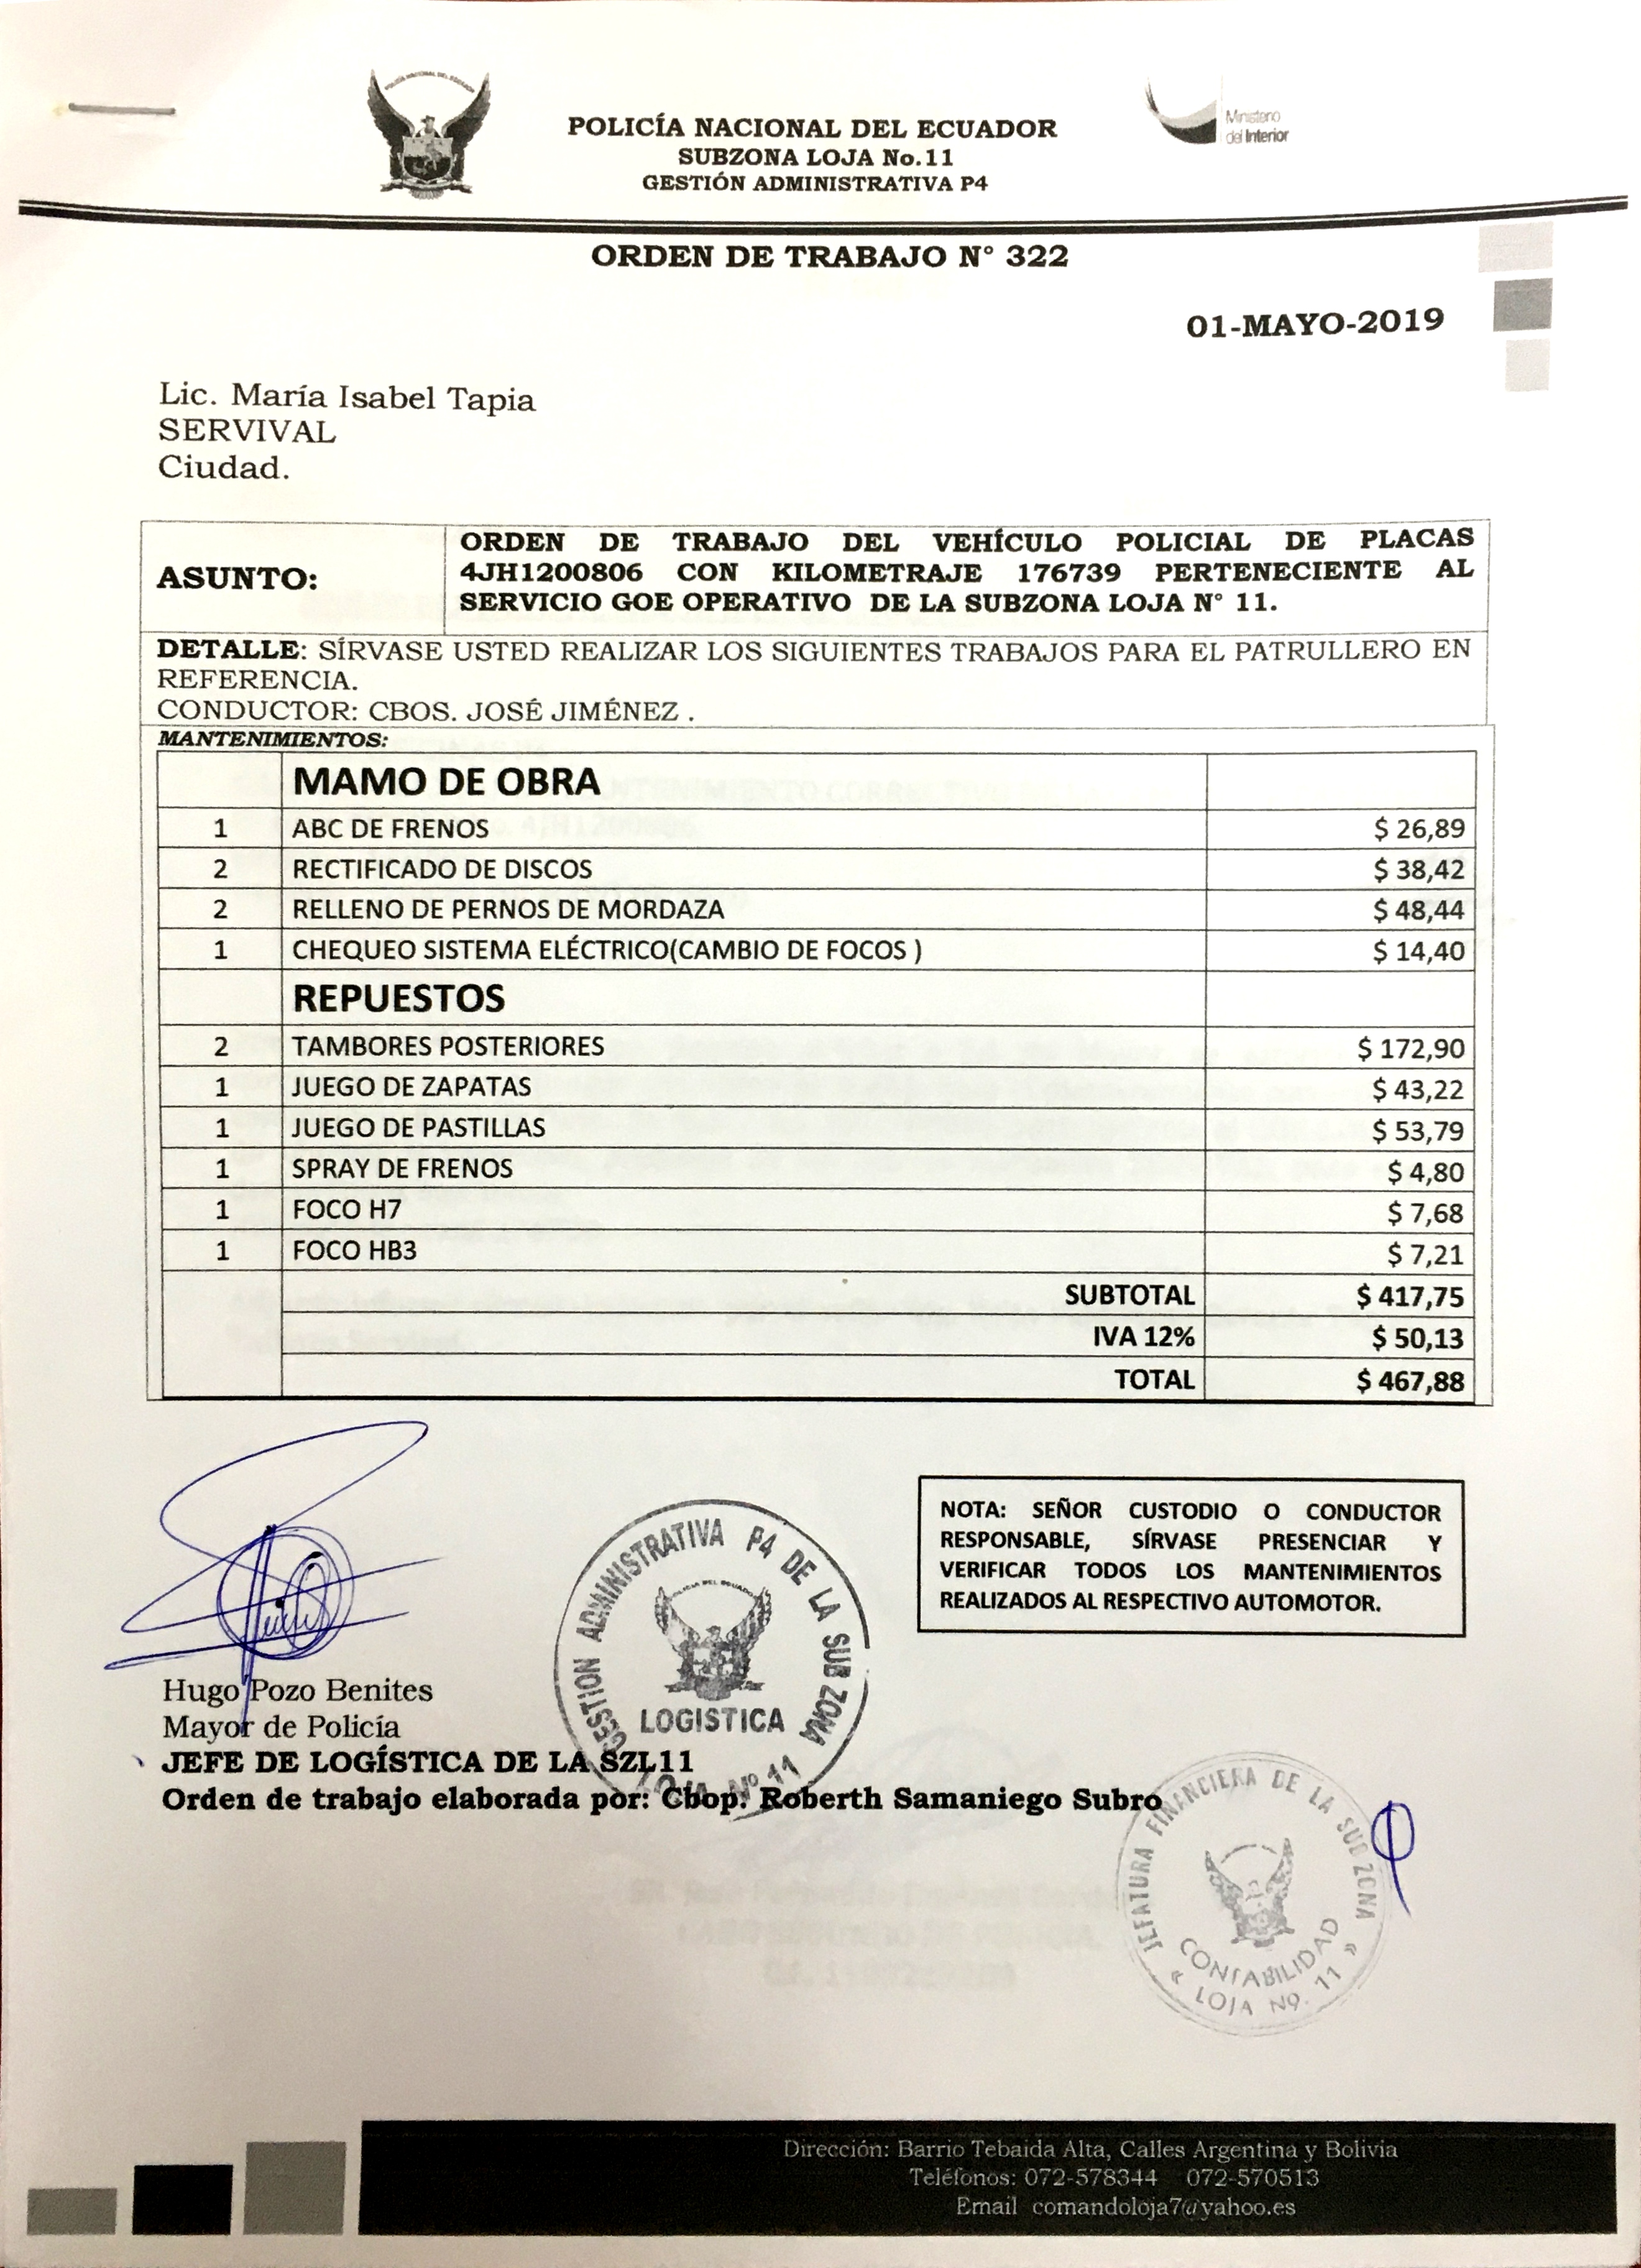 POLICÍA NACIONAL DEL ECUADOR
SUBZONA LOJA No.11
GESTIÓN ADMINISTRATIVA P4
Ministerio
del Interior
ORDEN DE TRABAJO N° 322
01-MAYO-2019
Lic. María Isabel Tapia
SERVIVAL
Ciudad.
ASUNTO:
ORDEN DE TRABAJO DEL VEHÍCULO POLICIAL DE PLACAS
4JH1200806 CON KILOMETRAJE 176739 PERTENECIENTE AL
SERVICIO GOE OPERATIVO DE LA SUBZONA LOJA N° 11.
DETALLE: SÍRVASE USTED REALIZAR LOS SIGUIENTES TRABAJOS PARA EL PATRULLERO EN
REFERENCIA.
CONDUCTOR: CBOS. JOSÉ JIMÉNEZ .
MANTENIMIENTOS:
MAMO DE OBRA
1 ABC DE FRENOS $ 26,89
2 RECTIFICADO DE DISCOS $ 38,42
2 RELLENO DE PERNOS DE MORDAZA $ 48,44
1 CHEQUEO SISTEMA ELÉCTRICO(CAMBIO DE FOCOS ) $ 14,40
REPUESTOS
2 TAMBORES POSTERIORES $ 172,90
1 JUEGO DE ZAPATAS $ 43,22
1 JUEGO DE PASTILLAS $ 53,79
1 SPRAY DE FRENOS $ 4,80
1 FOCO H7 $ 7,68
1 FOCO HB3 $ 7,21
SUBTOTAL $ 417,75
IVA 12% $ 50,13
TOTAL $ 467,88
NOTA: SEÑOR CUSTODIO O CONDUCTOR
RESPONSABLE, SÍRVASE PRESENCIAR Y
VERIFICAR TODOS LOS MANTENIMIENTOS
REALIZADOS AL RESPECTIVO AUTOMOTOR.
GESTION ADMINISTRATIVA P4 DE LA SUB ZONA
LOGISTICA
LOJA Nº 11
Hugo Pozo Benites
Mayor de Policía
JEFE DE LOGÍSTICA DE LA SZL11
Orden de trabajo elaborada por: Cbop. Roberth Samaniego Subro
JEFATURA FINANCIERA DE LA SUB ZONA
CONTABILIDAD
« LOJA Nº. 11 »
Dirección: Barrio Tebaida Alta, Calles Argentina y Bolivia
Teléfonos: 072-578344 072-570513
Email comandoloja7@yahoo.es